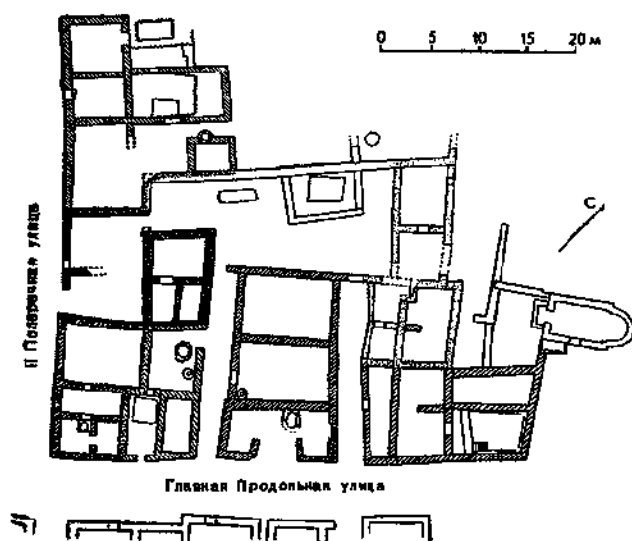 0 5 10 15 20 м
С
II Поперечная улица
Главная Продольная улица